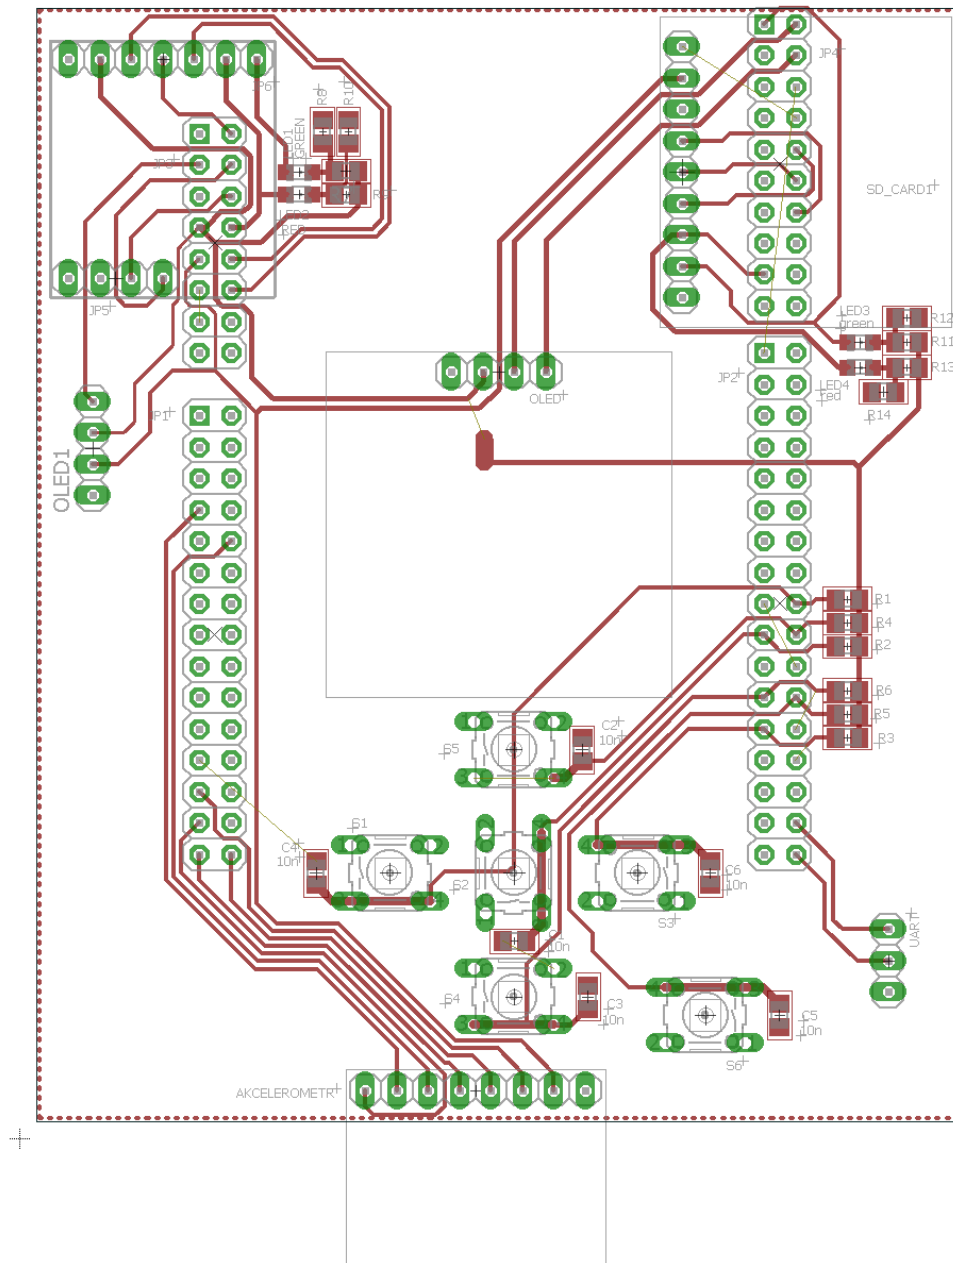 JP6
R8
R10
LED1
GREEN
JP3
R9
LED2
RED
JP5
JP4
SD_CARD1
LED3
green
R12
R11
R13
LED4
red
R14
JP2
OLED
JP1
OLED1
R1
R4
R2
R6
R5
R3
C2
10n
S5
S1
C4
10n
S2
C6
10n
S3
C1
10n
S4
C3
10n
C5
10n
S6
UART
AKCELEROMETR